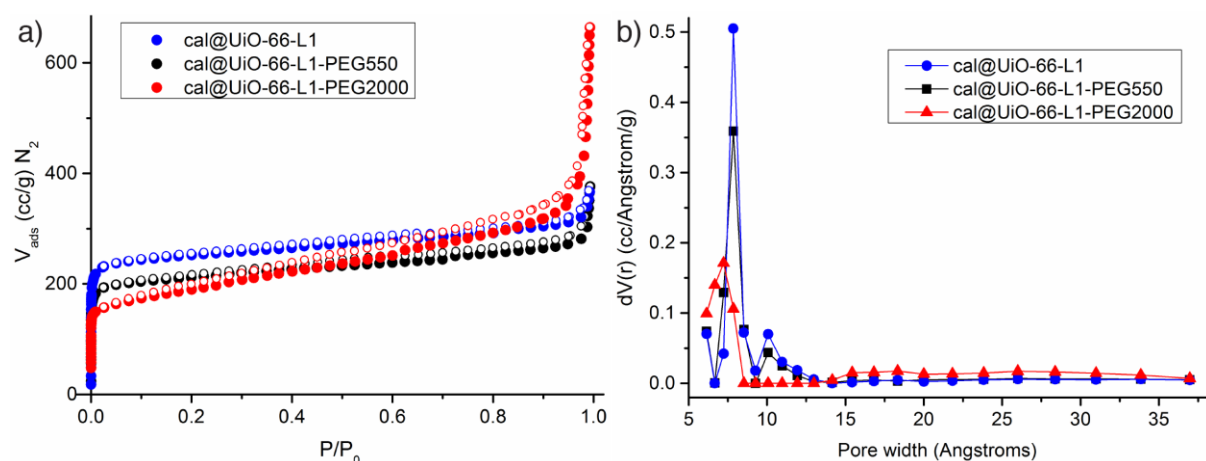 a)
cal@UiO-66-L1
cal@UiO-66-L1-PEG550
cal@UiO-66-L1-PEG2000
V_ads (cc/g) N_2
600
400
200
0
0.0 0.2 0.4 0.6 0.8 1.0
P/P_0
b)
cal@UiO-66-L1
cal@UiO-66-L1-PEG550
cal@UiO-66-L1-PEG2000
dV(r) (cc/Angstrom/g)
0.5
0.4
0.3
0.2
0.1
0.0
5 10 15 20 25 30 35
Pore width (Angstroms)